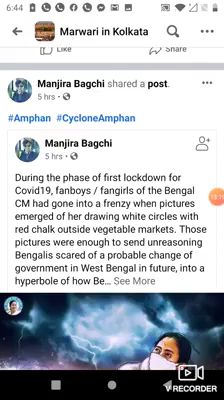 6:44
Marwari in Kolkata
Like
Share
Manjira Bagchi shared a post.
5 hrs
#Amphan #CycloneAmphan
Manjira Bagchi
5 hrs
During the phase of first lockdown for
Covid19, fanboys / fangirls of the Bengal
CM had gone into a frenzy when pictures
emerged of her drawing white circles with
red chalk outside vegetable markets. Those
pictures were enough to send unreasoning
Bengalis scared of a probable change of
government in West Bengal in future, into a
hyperbole of how Be... See More
RECORDER